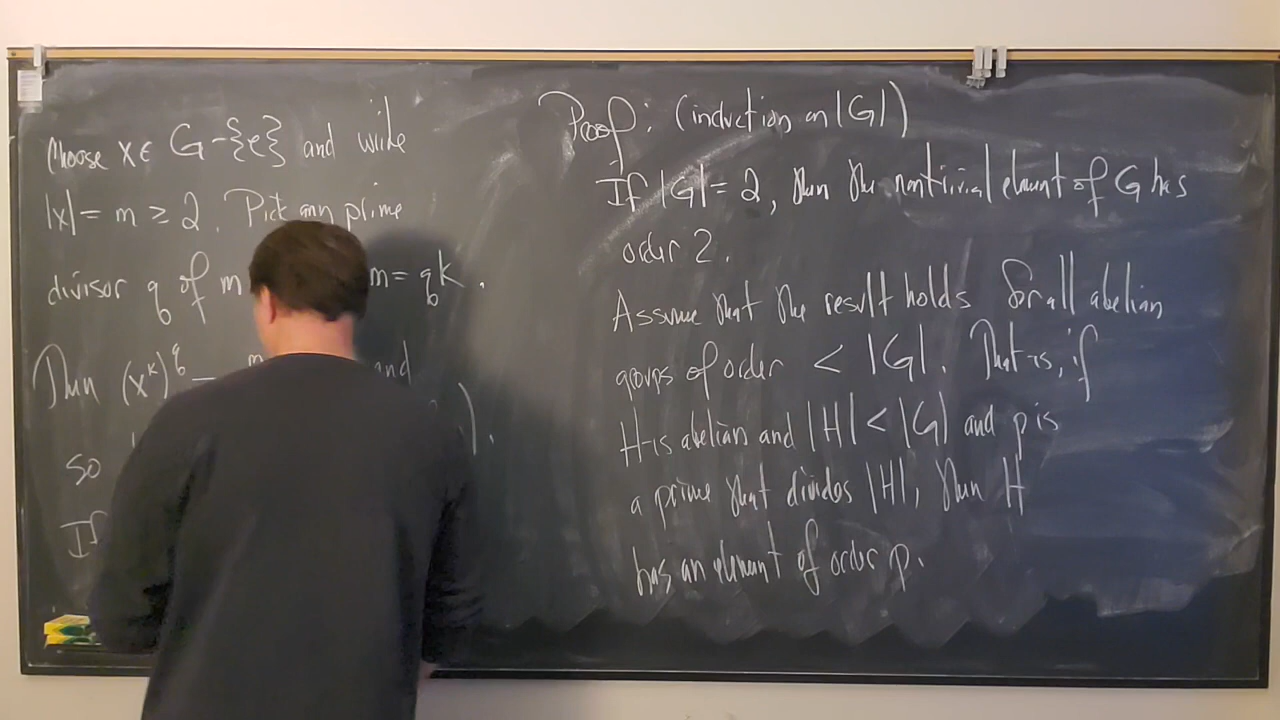 Choose x ∈ G - {e} and write
|x| = m ≥ 2. Pick any prime
divisor q of m m = qk.
Then (x^k)^q = m and
so ).
If
Proof: (induction on |G|)
If |G| = 2, then the nontrivial element of G has
order 2.
Assume that the result holds for all abelian
groups of order < |G|. That is, if
H is abelian and |H| < |G| and p is
a prime that divides |H|, then H
has an element of order p.